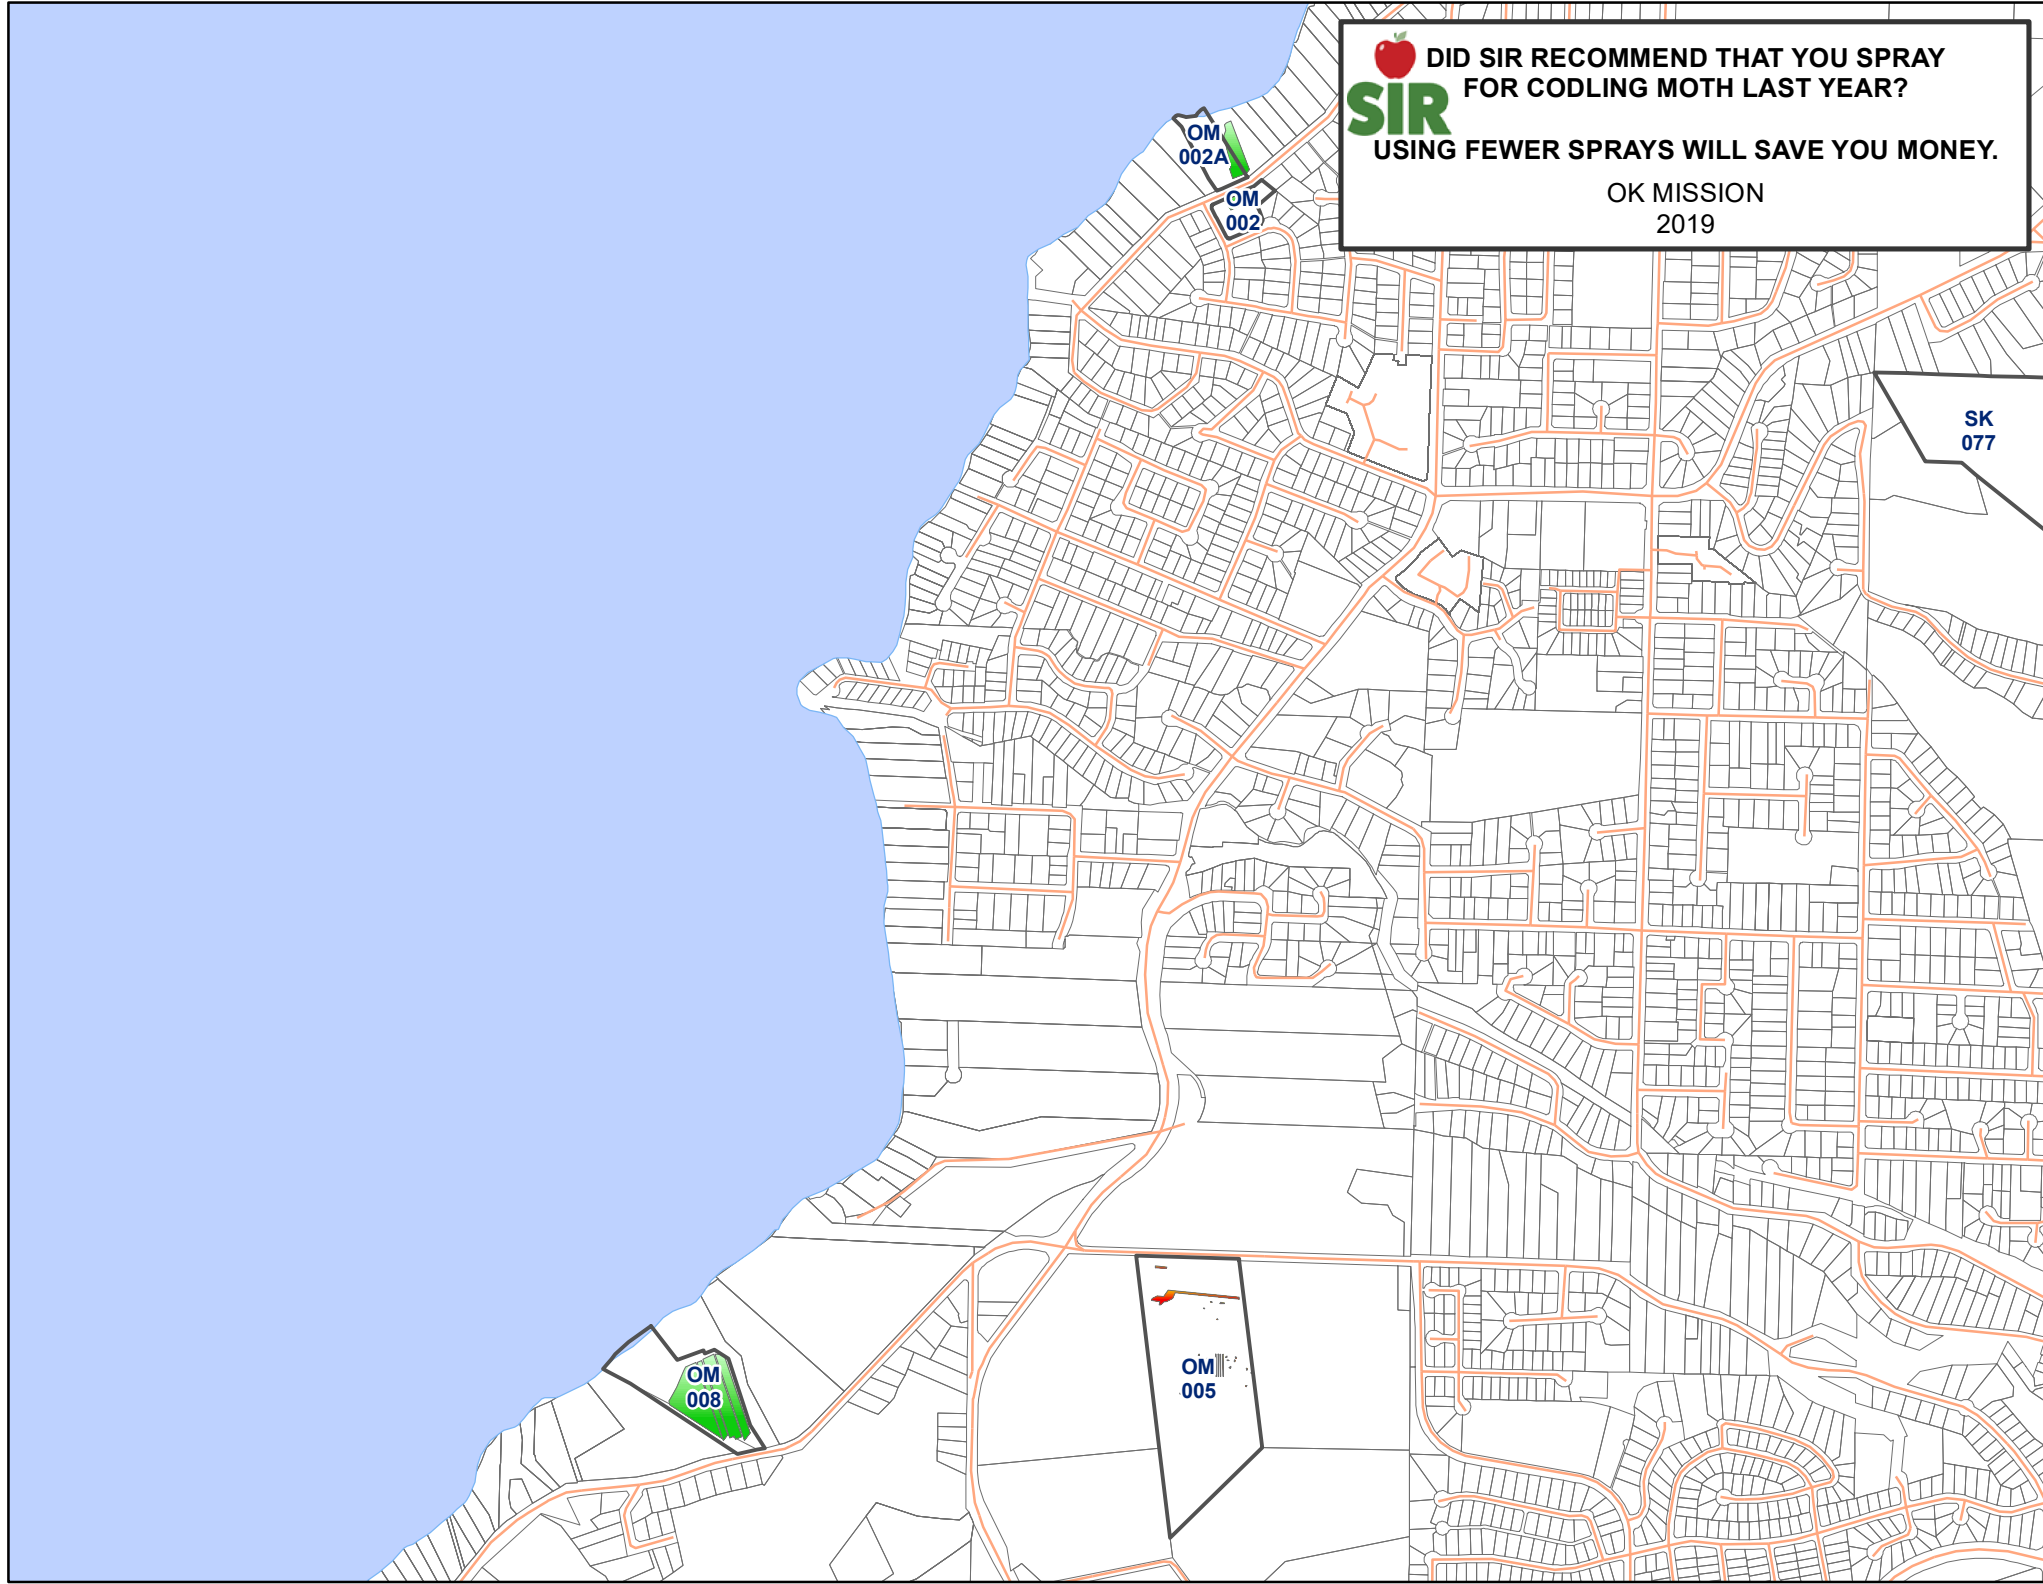 DID SIR RECOMMEND THAT YOU SPRAY
FOR CODLING MOTH LAST YEAR?
SIR
USING FEWER SPRAYS WILL SAVE YOU MONEY.
OK MISSION
2019
OM
002A
OM
002
SK
077
OM
008
OM
005